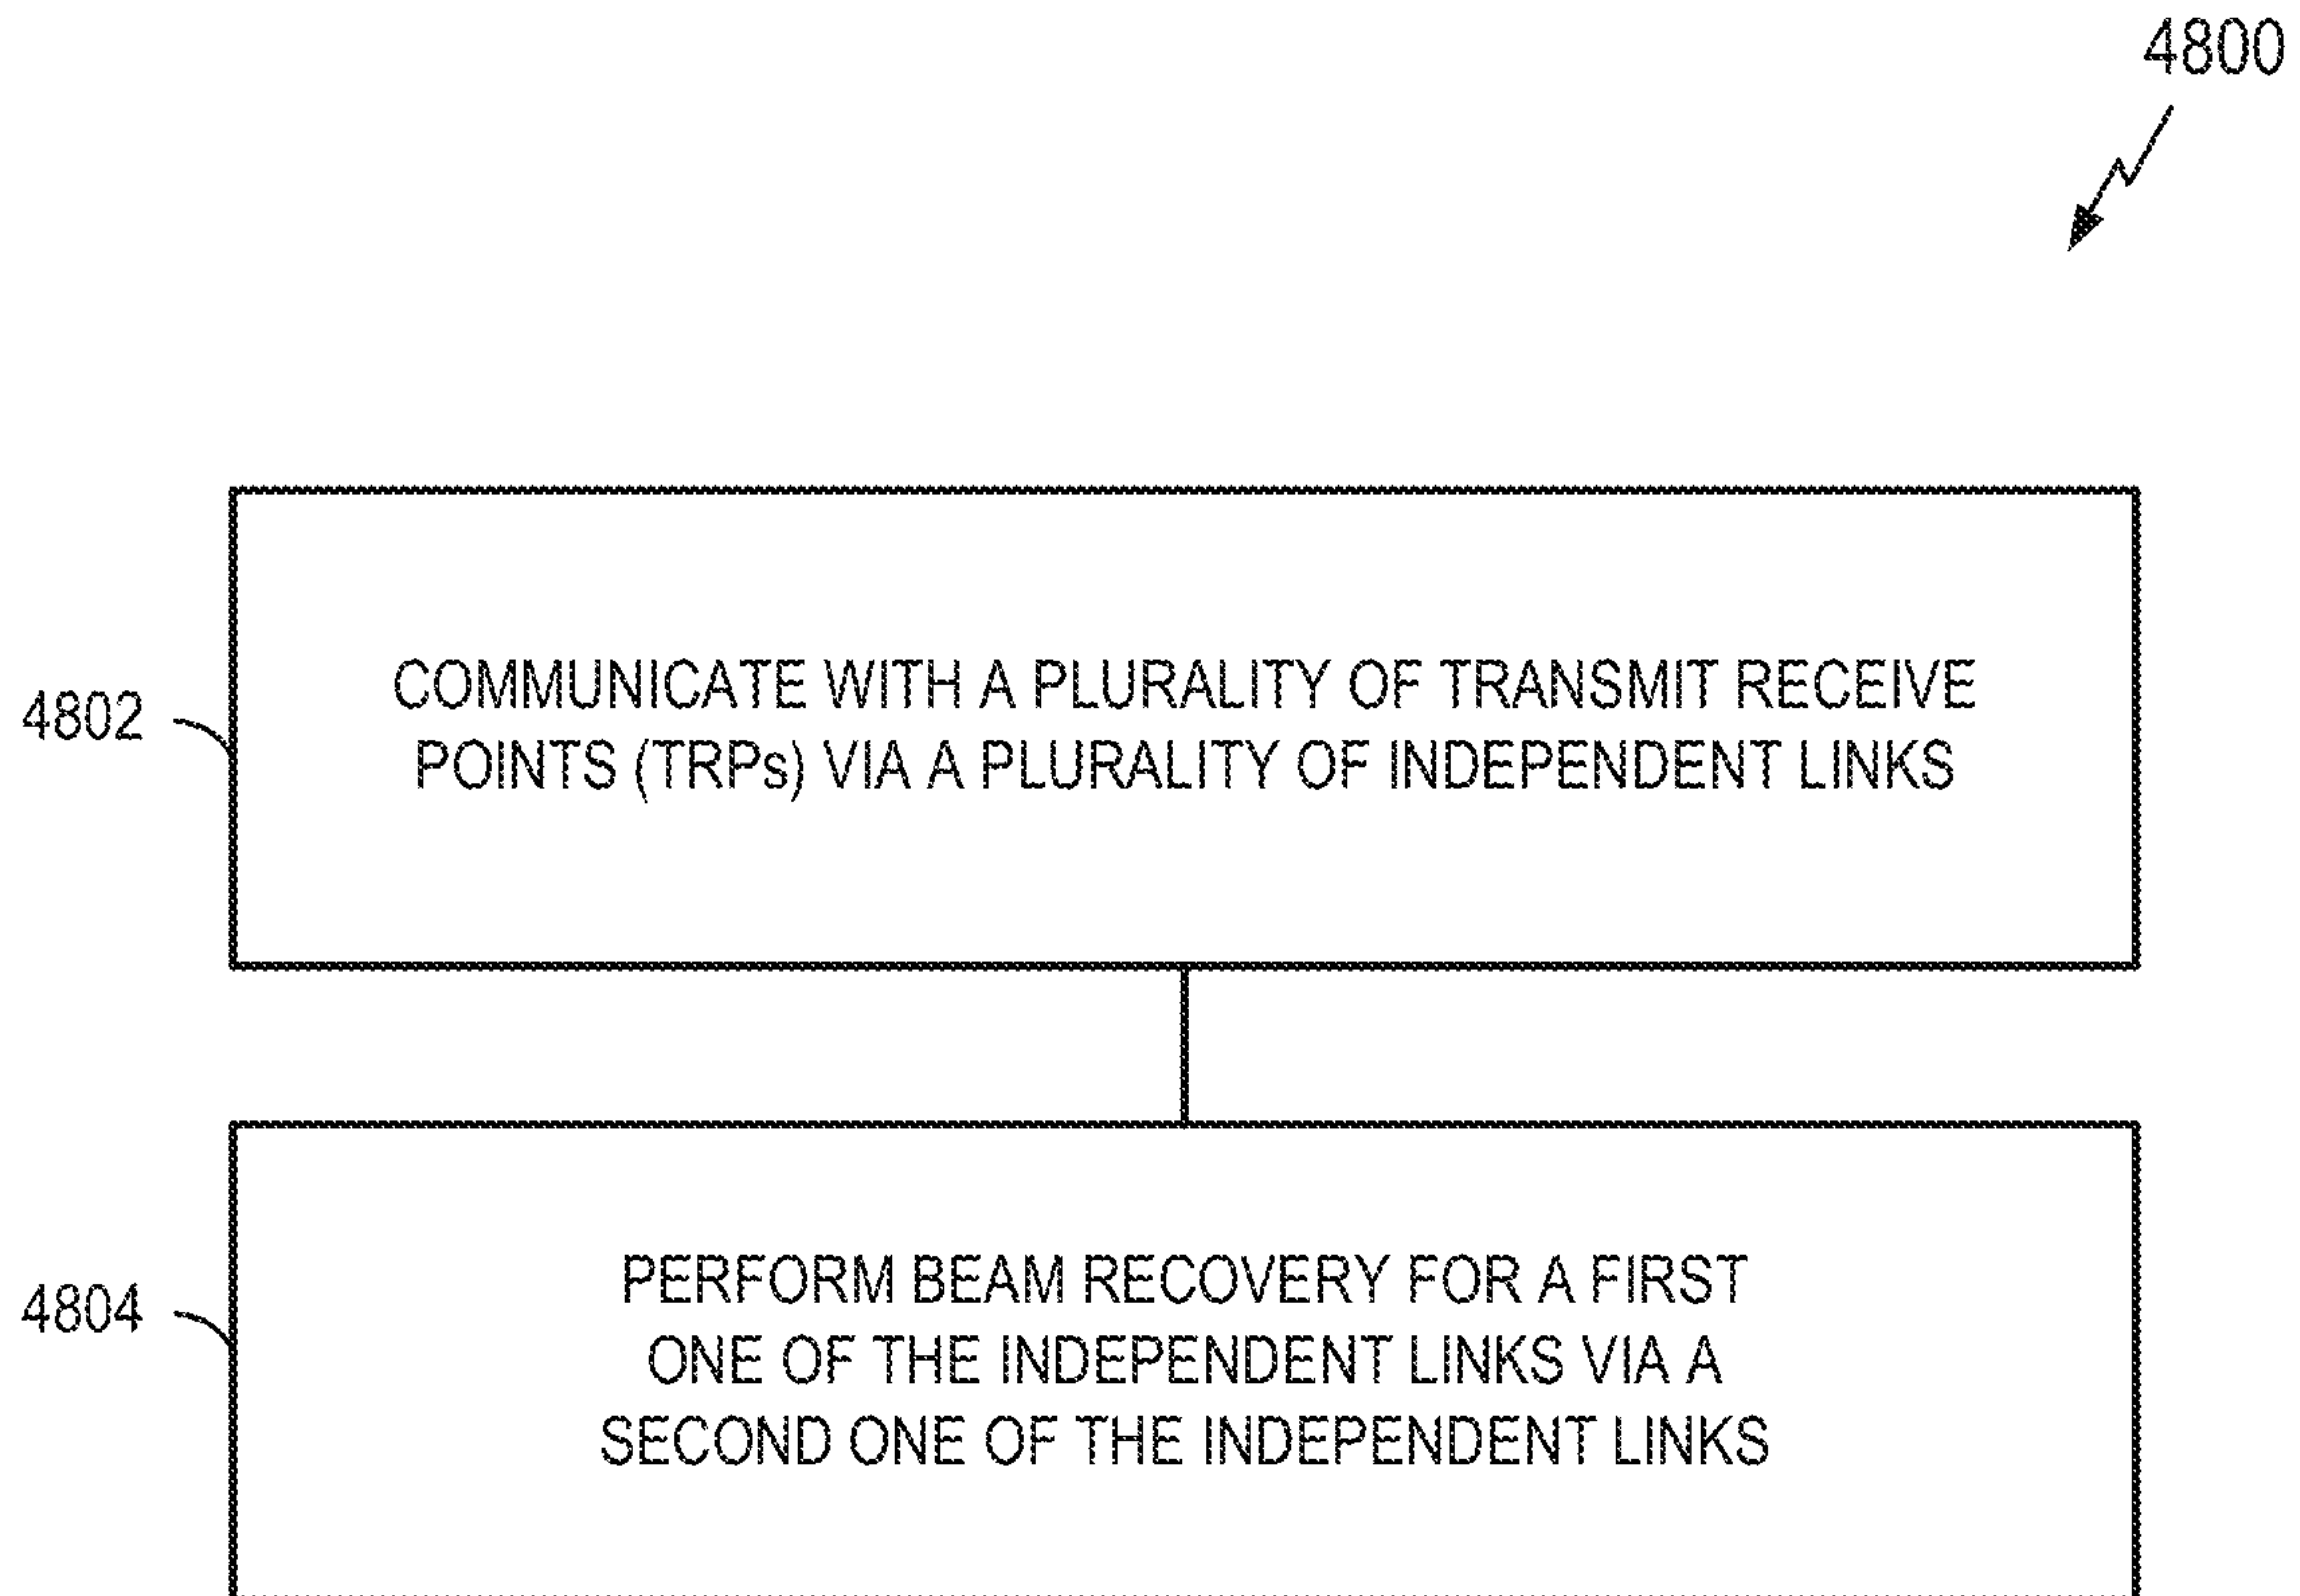 4800
4802
COMMUNICATE WITH A PLURALITY OF TRANSMIT RECEIVE
POINTS (TRPs) VIA A PLURALITY OF INDEPENDENT LINKS
4804
PERFORM BEAM RECOVERY FOR A FIRST
ONE OF THE INDEPENDENT LINKS VIA A
SECOND ONE OF THE INDEPENDENT LINKS